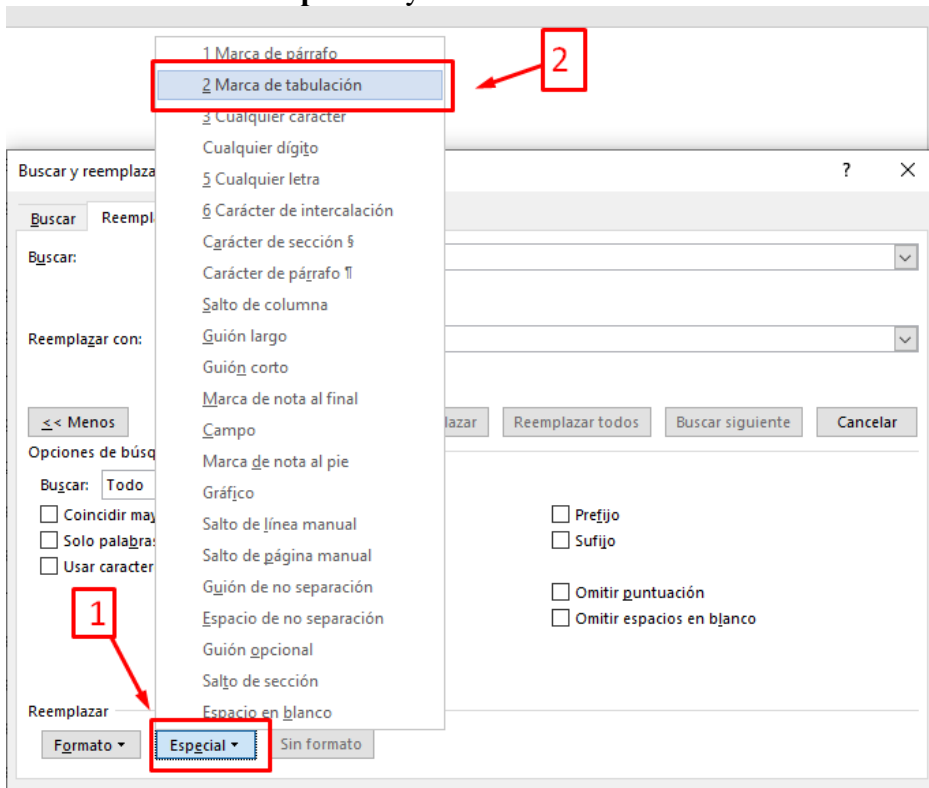 1 Marca de párrafo
2 Marca de tabulación
2
3 Cualquier carácter
Cualquier dígito
5 Cualquier letra
6 Carácter de intercalación
Carácter de sección §
Carácter de párrafo ¶
Salto de columna
Guión largo
Guión corto
Marca de nota al final
Campo
Marca de nota al pie
Gráfico
Salto de línea manual
Salto de página manual
Guión de no separación
Espacio de no separación
Guión opcional
Salto de sección
Espacio en blanco
Buscar y reemplaza
? ×
Buscar Reempl
Buscar:
Reemplazar con:
<< Menos lazar Reemplazar todos Buscar siguiente Cancelar
Opciones de búsq
Buscar: Todo
Coincidir may Prefijo
Solo palabras Sufijo
Usar caracter
Omitir puntuación
1
Omitir espacios en blanco
Reemplazar
Formato Especial Sin formato